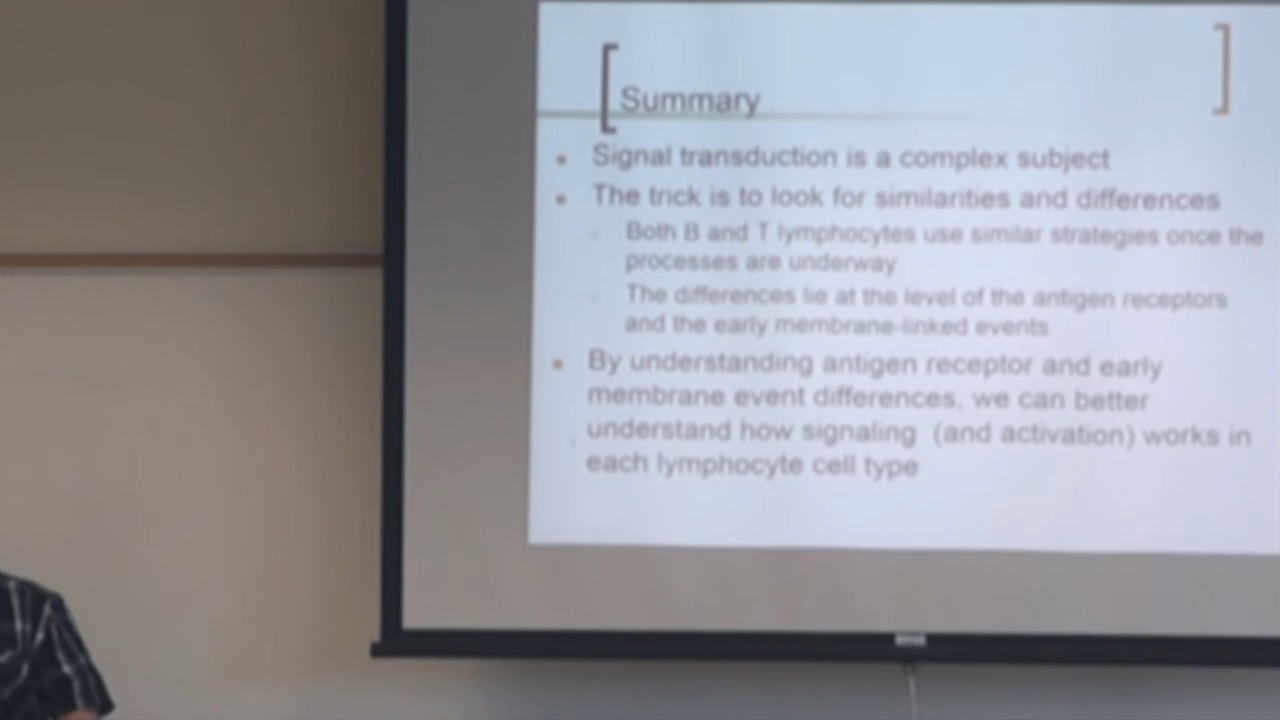 Summary
Signal transduction is a complex subject
The trick is to look for similarities and differences
Both B and T lymphocytes use similar strategies once the
processes are underway
The differences lie at the level of the antigen receptors
and the early membrane-linked events
By understanding antigen receptor and early
membrane event differences, we can better
understand how signaling (and activation) works in
each lymphocyte cell type